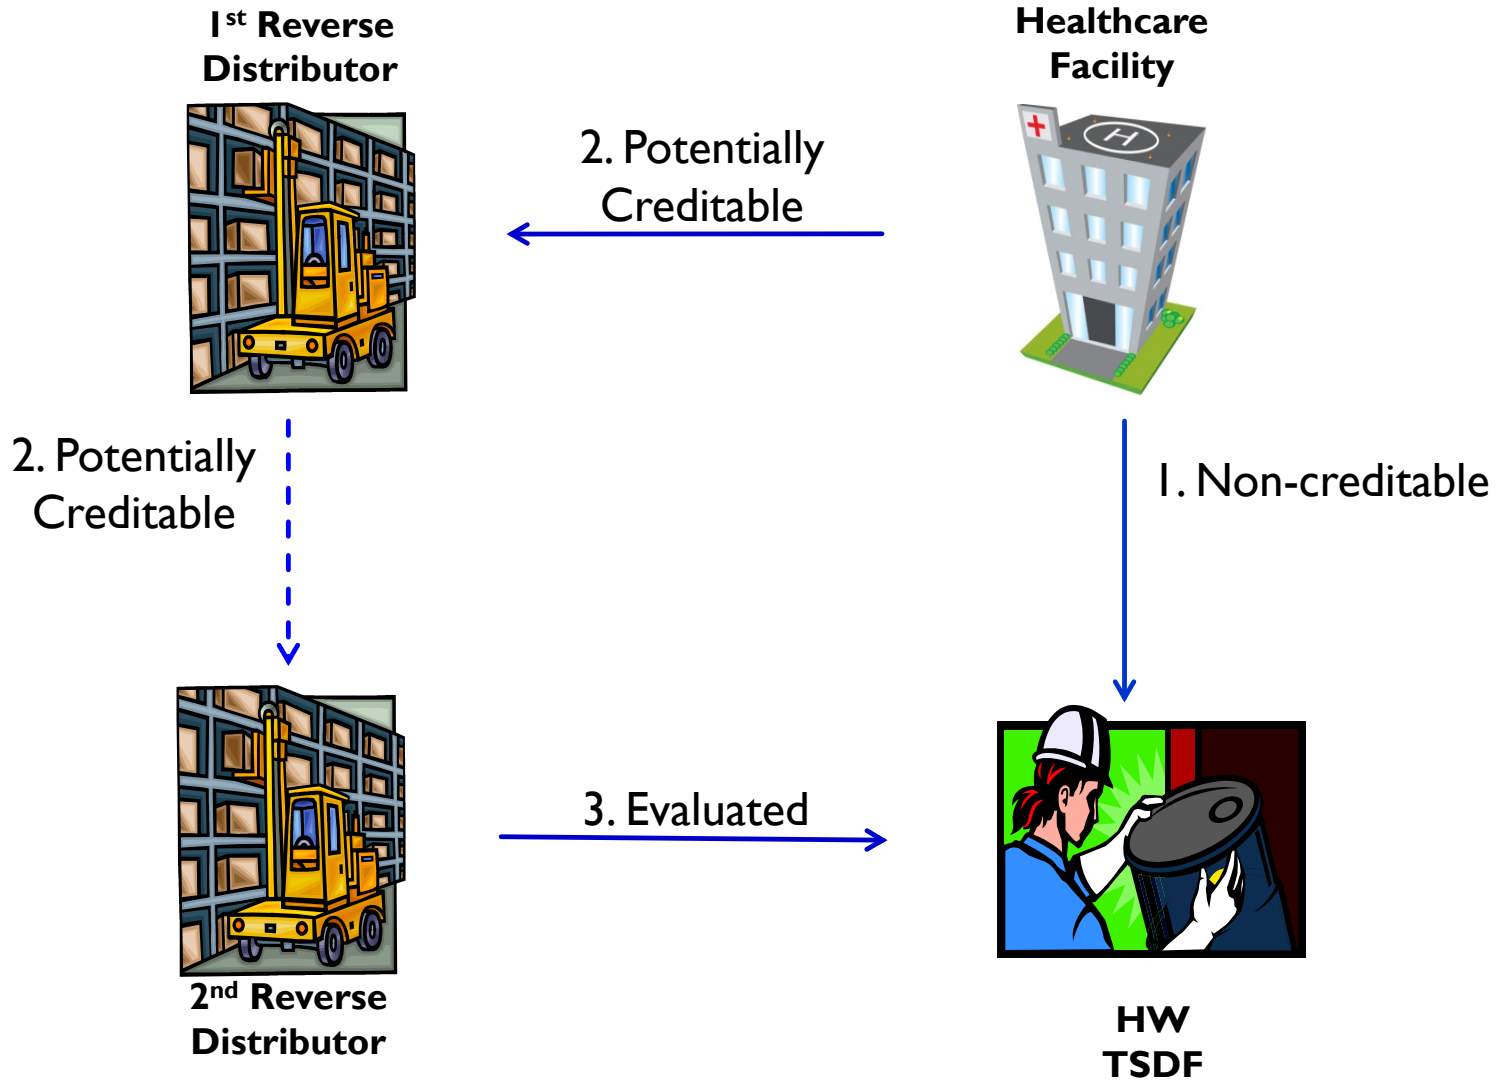 1st Reverse
Distributor
Healthcare
Facility
H
2. Potentially
Creditable
2. Potentially
Creditable
1. Non-creditable
3. Evaluated
2nd Reverse
Distributor
HW
TSDF